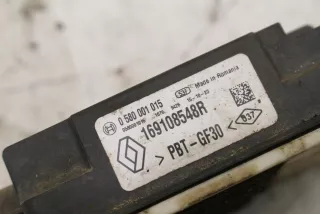 0 580 001 015
Made in Romania
169108548R
> PBT-GF30 <